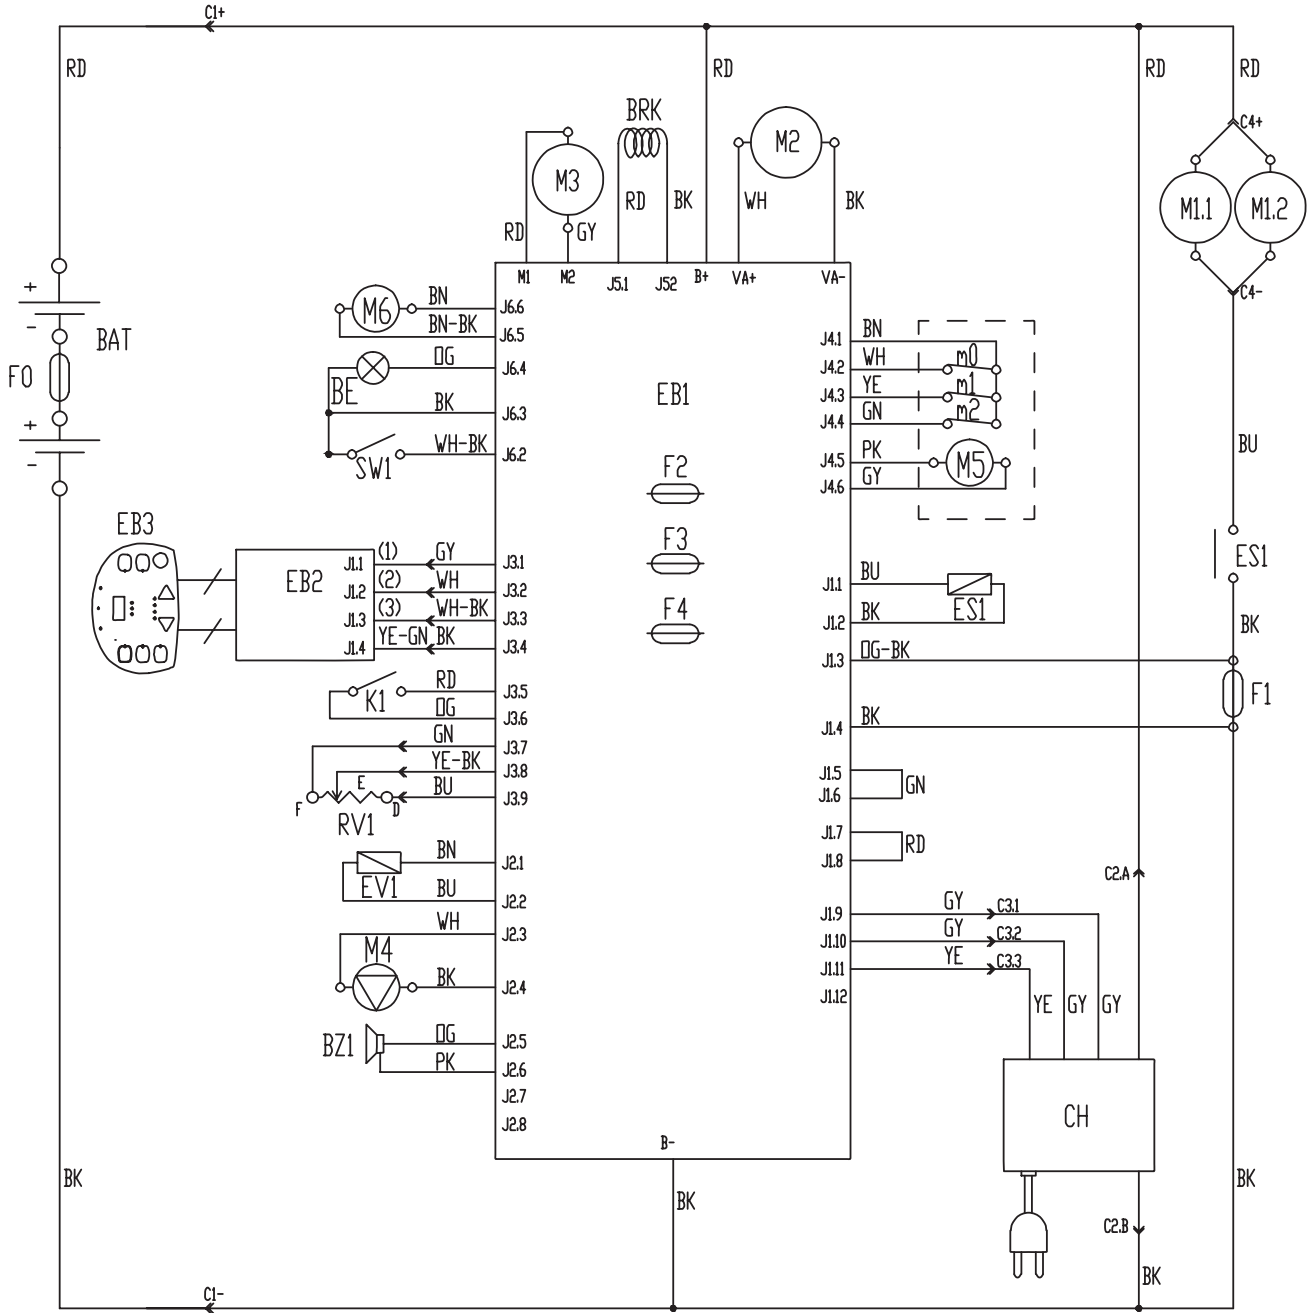 C1+
RD RD RD RD
BRK
M2
M3
C4+
M1.1 M1.2
RD GY RD BK WH BK
M1 M2 J5.1 J52 B+ VA+ VA-
C4-
+
-
BAT
F0
+
-
M6 BN J6.6
BN-BK J6.5
BE OG J6.4
BK J6.3
SW1 WH-BK J6.2
EB1
F2
F3
F4
J4.1 BN
J4.2 WH m0
J4.3 YE m1
J4.4 GN m2
J4.5 PK M5
J4.6 GY
BU
ES1
BK
EB3
EB2
J1.1 (1) GY J3.1
J1.2 (2) WH J3.2
J1.3 (3) WH-BK J3.3
J1.4 YE-GN BK J3.4
K1 RD J3.5
OG J3.6
GN J3.7
YE-BK J3.8
F E D BU J3.9
RV1
J1.1 BU
ES1
J1.2 BK
J1.3 OG-BK
F1
J1.4 BK
J1.5
J1.6 GN
J1.7
J1.8 RD
EV1 BN J2.1
BU J2.2
WH J2.3
M4 BK J2.4
BZ1 OG J2.5
PK J2.6
J2.7
J2.8
C2.A
J1.9 GY C3.1
J1.10 GY C3.2
J1.11 YE C3.3
J1.12
YE GY GY
CH
B-
BK BK BK
C2.B
BK
C1-